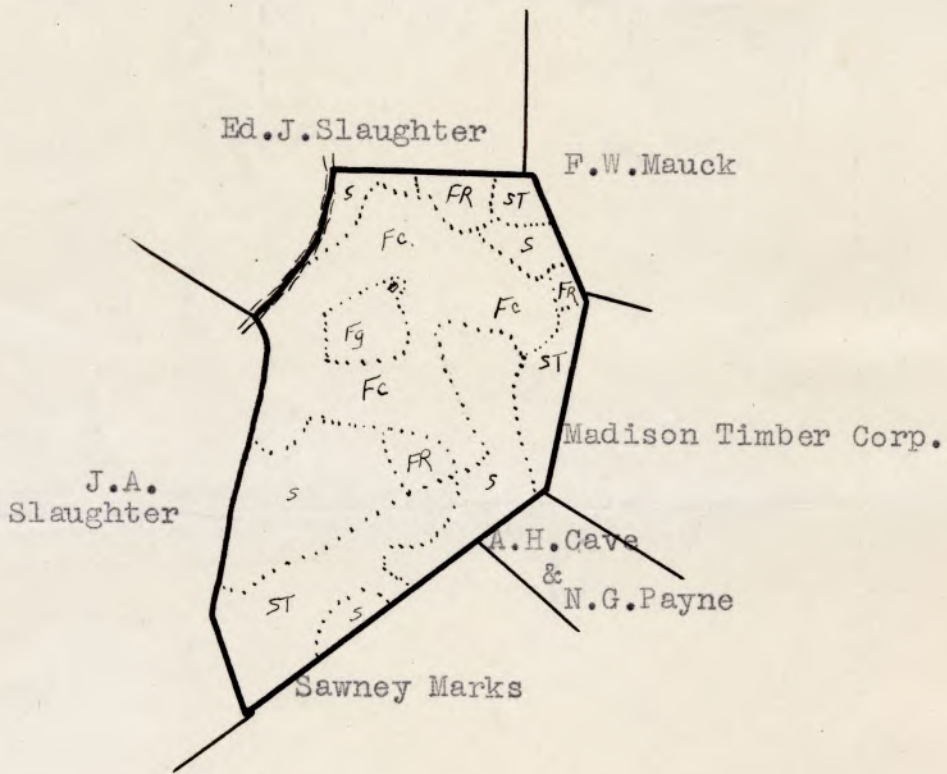 Ed.J.Slaughter
F.W.Mauck
S
FR
ST
Fc.
S
FR
Fc
Fg
ST
Fc
Madison Timber Corp.
FR
J.A.
Slaughter
S
S
A.H.Cave
&
N.G.Payne
ST
S
Sawney Marks